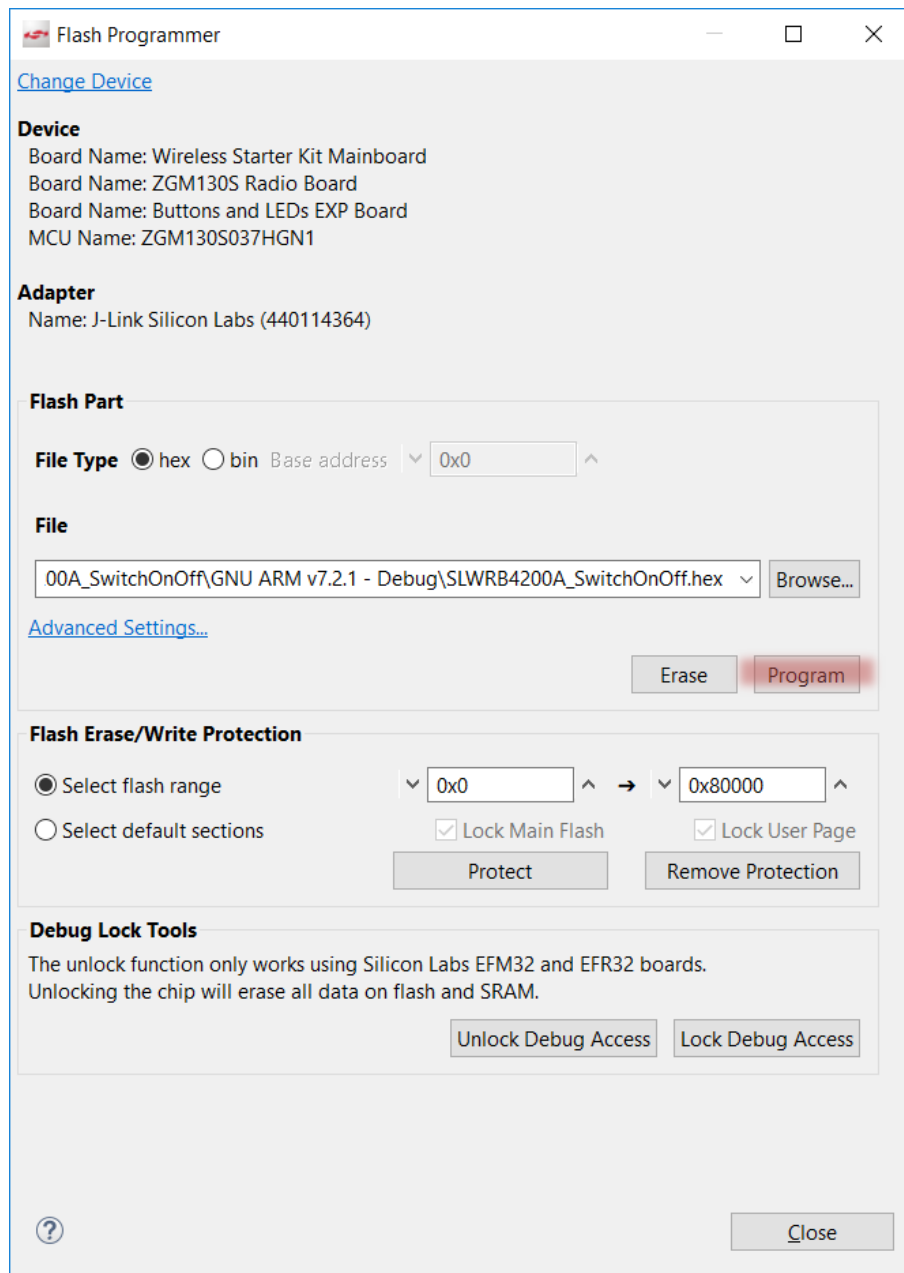 Flash Programmer
Change Device
Device
Board Name: Wireless Starter Kit Mainboard
Board Name: ZGM130S Radio Board
Board Name: Buttons and LEDs EXP Board
MCU Name: ZGM130S037HGN1
Adapter
Name: J-Link Silicon Labs (440114364)
Flash Part
File Type hex bin Base address 0x0
File
.00A_SwitchOnOff\GNU ARM v7.2.1 - Debug\SLWRB4200A_SwitchOnOff.hex Browse...
Advanced Settings...
Erase Program
Flash Erase/Write Protection
Select flash range 0x0 ➔ 0x80000
Select default sections Lock Main Flash Lock User Page
Protect Remove Protection
Debug Lock Tools
The unlock function only works using Silicon Labs EFM32 and EFR32 boards.
Unlocking the chip will erase all data on flash and SRAM.
Unlock Debug Access Lock Debug Access
? Close